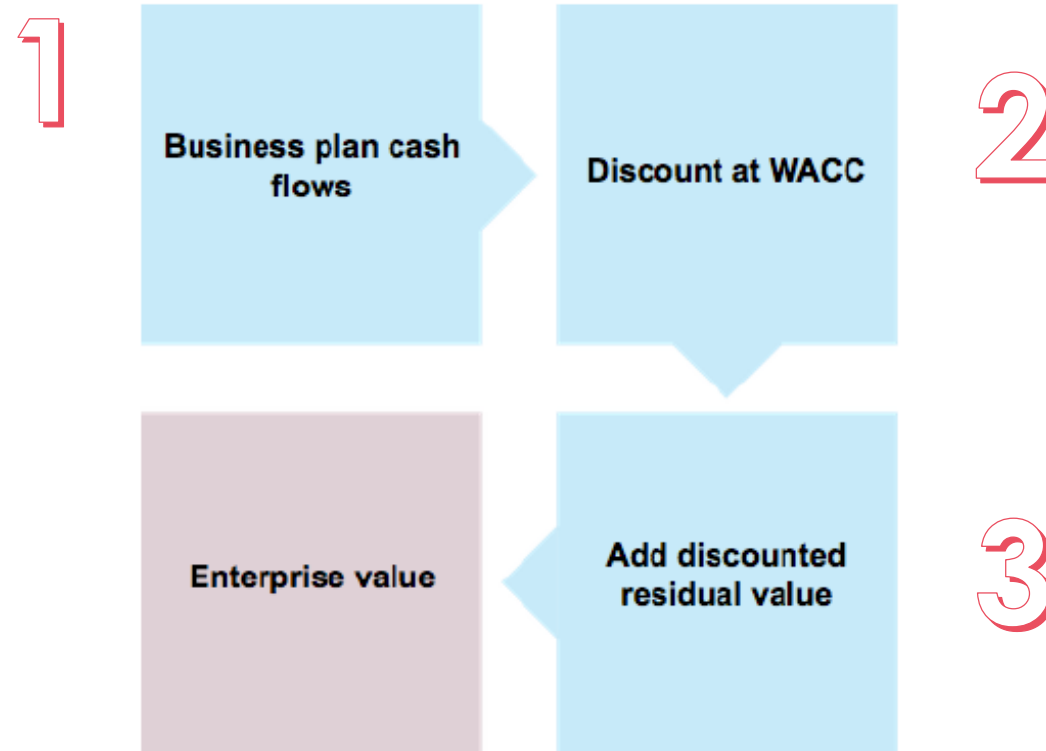 1
Business plan cash
flows
Discount at WACC
2
Enterprise value
Add discounted
residual value
3